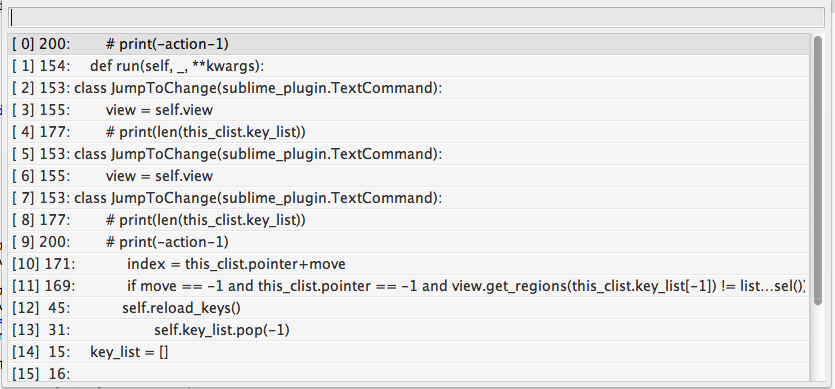 [ 0] 200: # print(-action-1)
[ 1] 154: def run(self, _, **kwargs):
[ 2] 153: class JumpToChange(sublime_plugin.TextCommand):
[ 3] 155: view = self.view
[ 4] 177: # print(len(this_clist.key_list))
[ 5] 153: class JumpToChange(sublime_plugin.TextCommand):
[ 6] 155: view = self.view
[ 7] 153: class JumpToChange(sublime_plugin.TextCommand):
[ 8] 177: # print(len(this_clist.key_list))
[ 9] 200: # print(-action-1)
[10] 171: index = this_clist.pointer+move
[11] 169: if move == -1 and this_clist.pointer == -1 and view.get_regions(this_clist.key_list[-1]) != list...sel())
[12] 45: self.reload_keys()
[13] 31: self.key_list.pop(-1)
[14] 15: key_list = []
[15] 16: